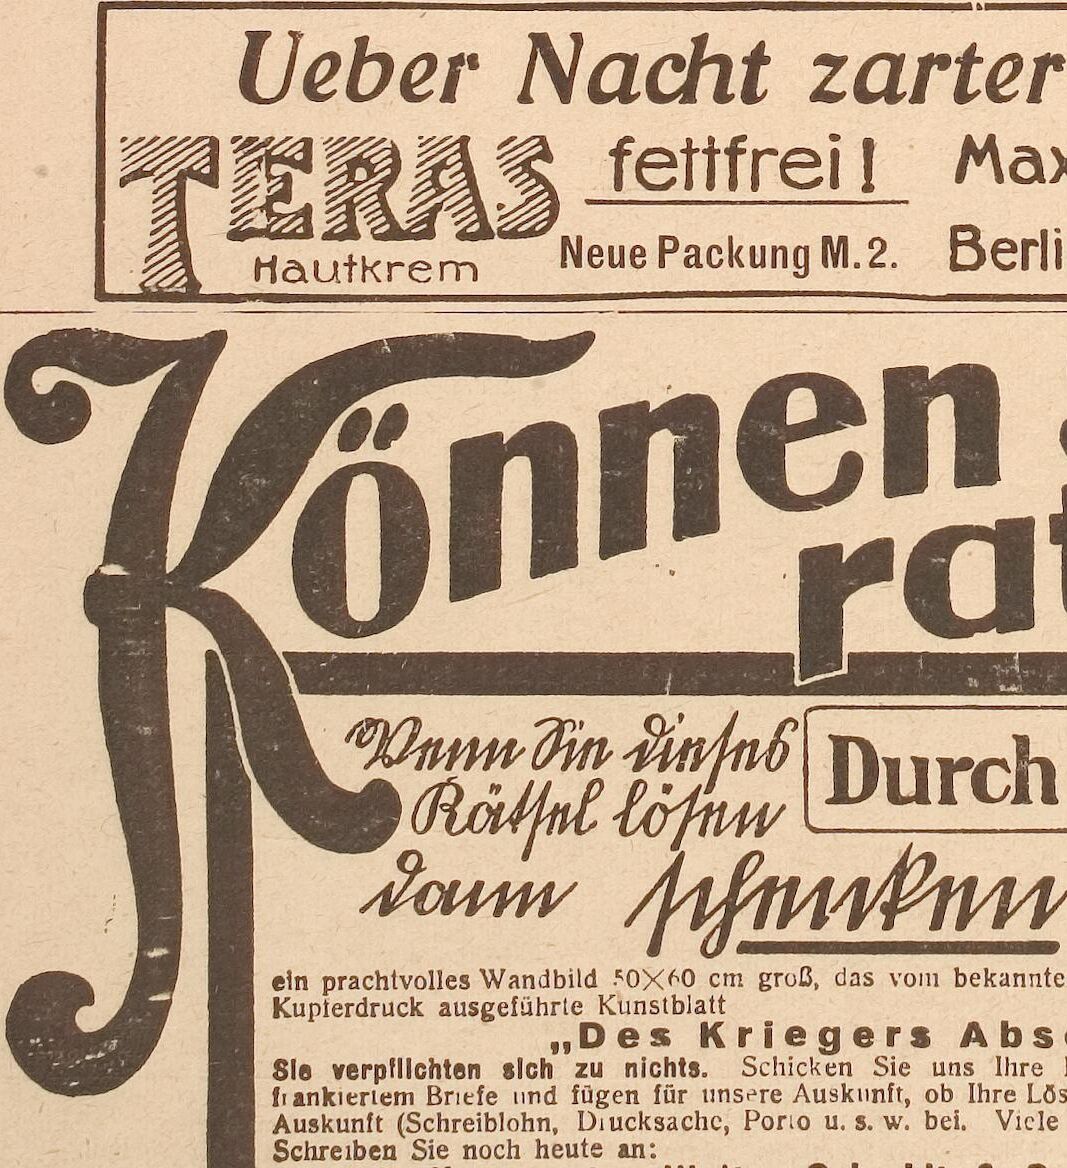 Ueber Nacht zarter
TERAS
fettfrei!
Max
Hautkrem
Neue Packung M. 2.
Berli
Können
rat
Wenn Sie dieses
Rätsel lösen
Durch
dann schenken
ein prachtvolles Wandbild 50×60 cm groß, das vom bekannte
Kupferdruck ausgeführte Kunstblatt
„Des Kriegers Abs
Sie verpflichten sich zu nichts. Schicken Sie uns Ihre
frankiertem Briefe und fügen für unsere Auskunft, ob Ihre Lös
Auskunft (Schreiblohn, Drucksache, Porto u. s. w. bei. Viele
Schreiben Sie noch heute an: